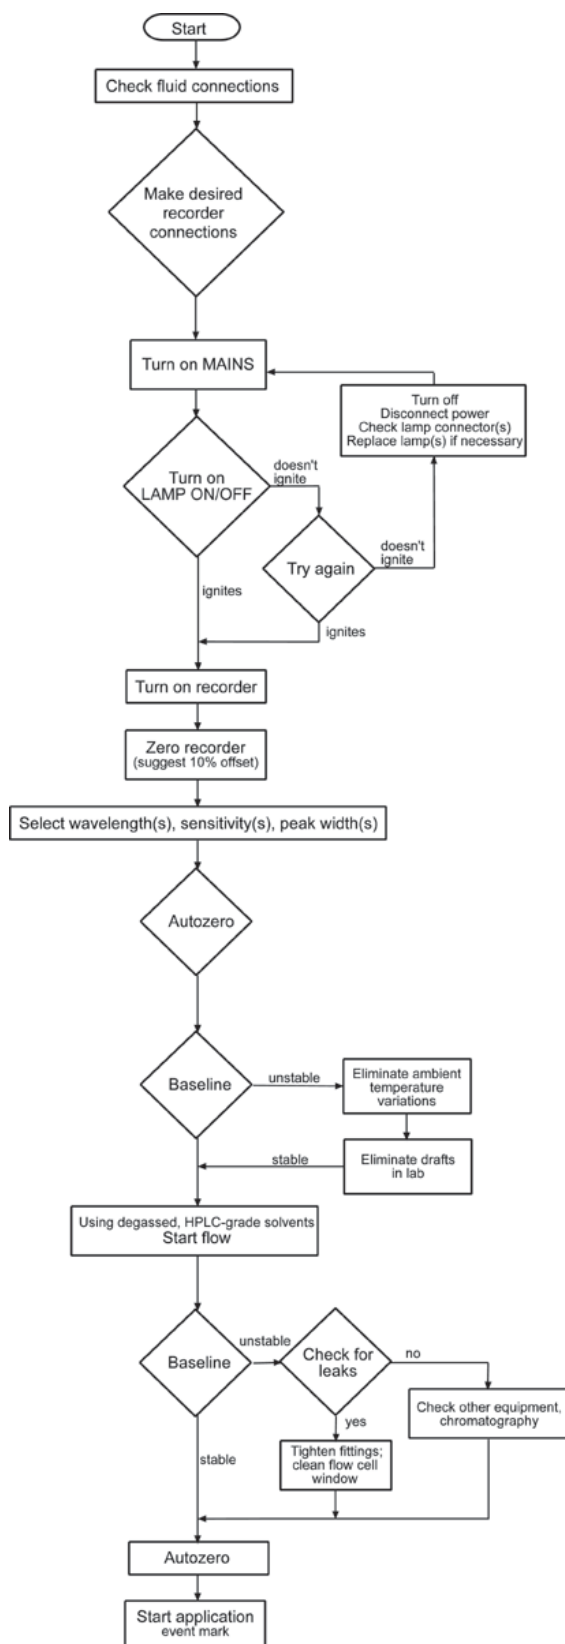 Start
Check fluid connections
Make desired
recorder
connections
Turn on MAINS
Turn off
Disconnect power
Check lamp connector(s)
Replace lamp(s) if necessary
Turn on
LAMP ON/OFF
doesn't
ignite
Try again
doesn't
ignite
ignites
ignites
Turn on recorder
Zero recorder
(suggest 10% offset)
Select wavelength(s), sensitivity(s), peak width(s)
Autozero
Baseline
unstable
Eliminate ambient
temperature
variations
Eliminate drafts
in lab
stable
Using degassed, HPLC-grade solvents
Start flow
Baseline
unstable
Check for
leaks
no
Check other equipment,
chromatography
yes
Tighten fittings;
clean flow cell
window
stable
Autozero
Start application
event mark